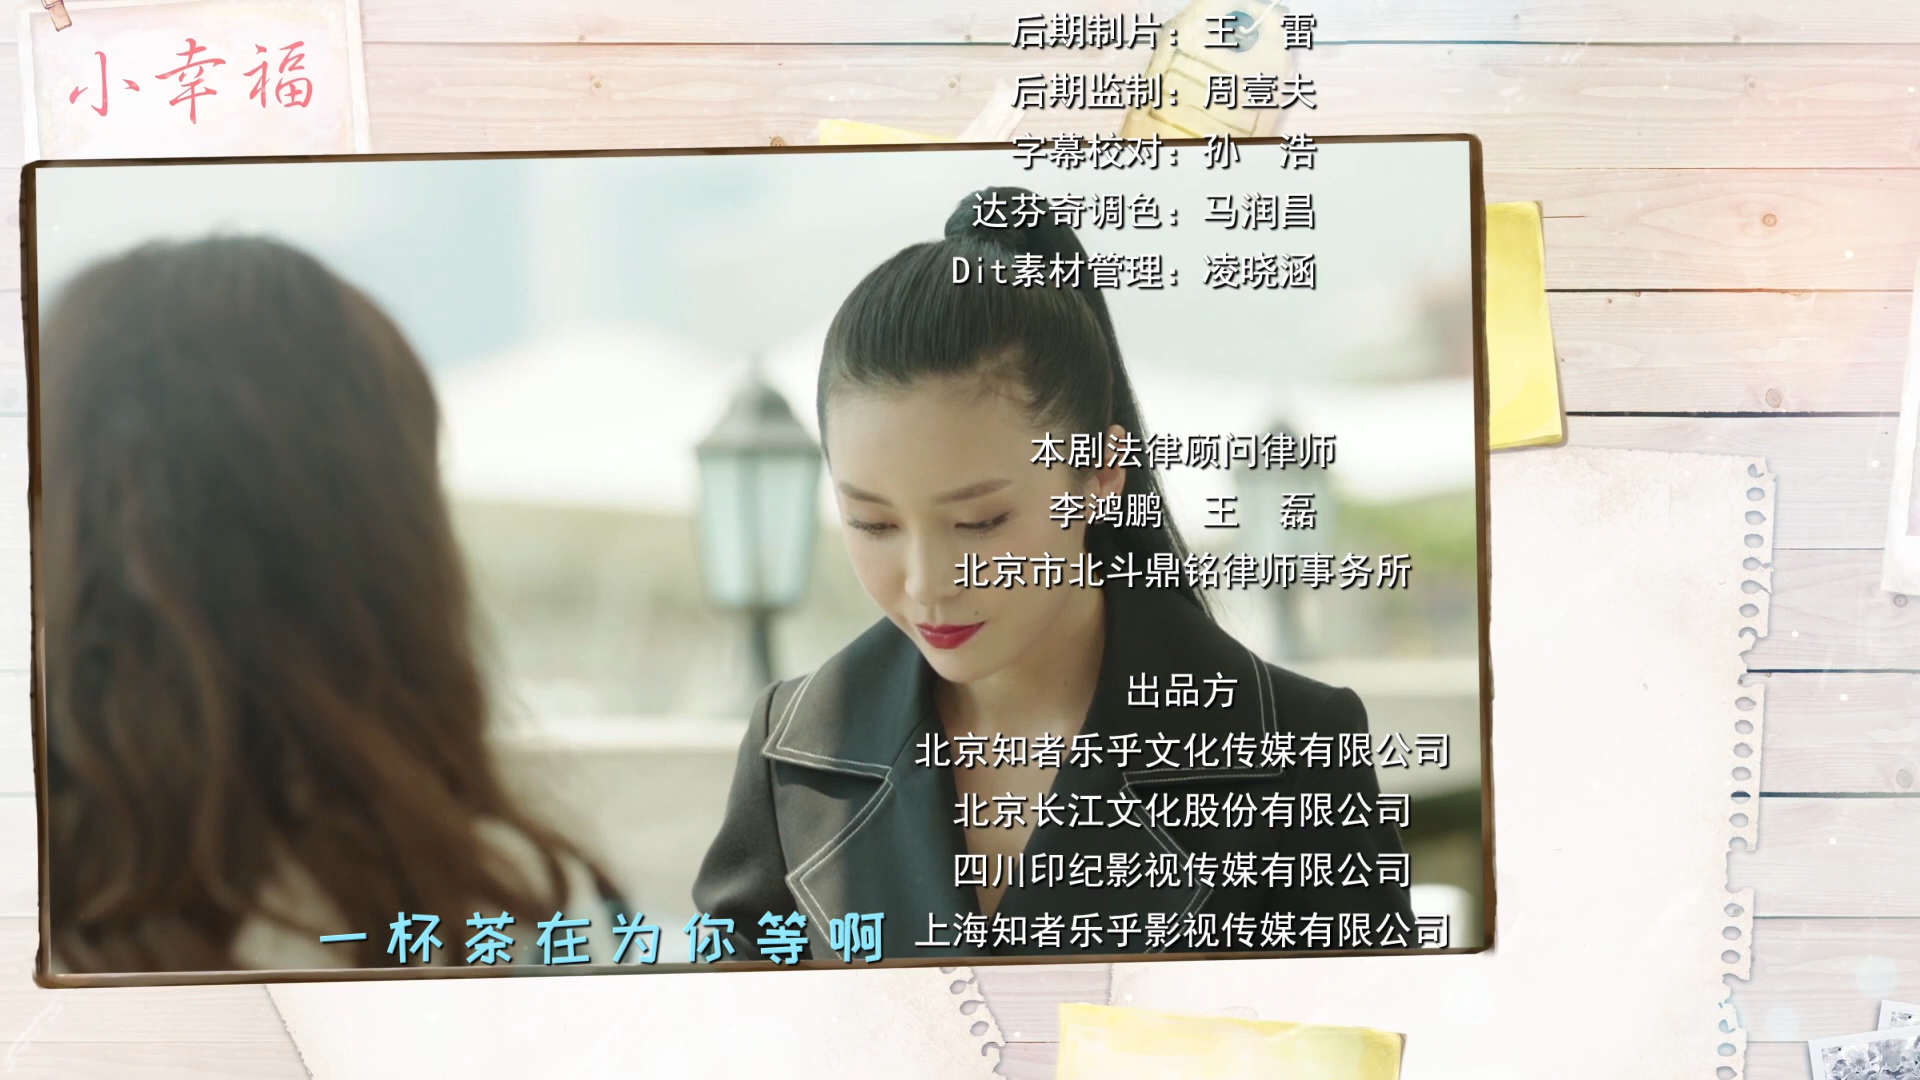 小幸福
后期制片：王　雷
后期监制：周壹夫
字幕校对：孙　浩
达芬奇调色：马润昌
Dit素材管理：凌晓涵
本剧法律顾问律师
李鸿鹏　王　磊
北京市北斗鼎铭律师事务所
出品方
北京知者乐乎文化传媒有限公司
北京长江文化股份有限公司
四川印纪影视传媒有限公司
上海知者乐乎影视传媒有限公司
一杯茶在为你等啊